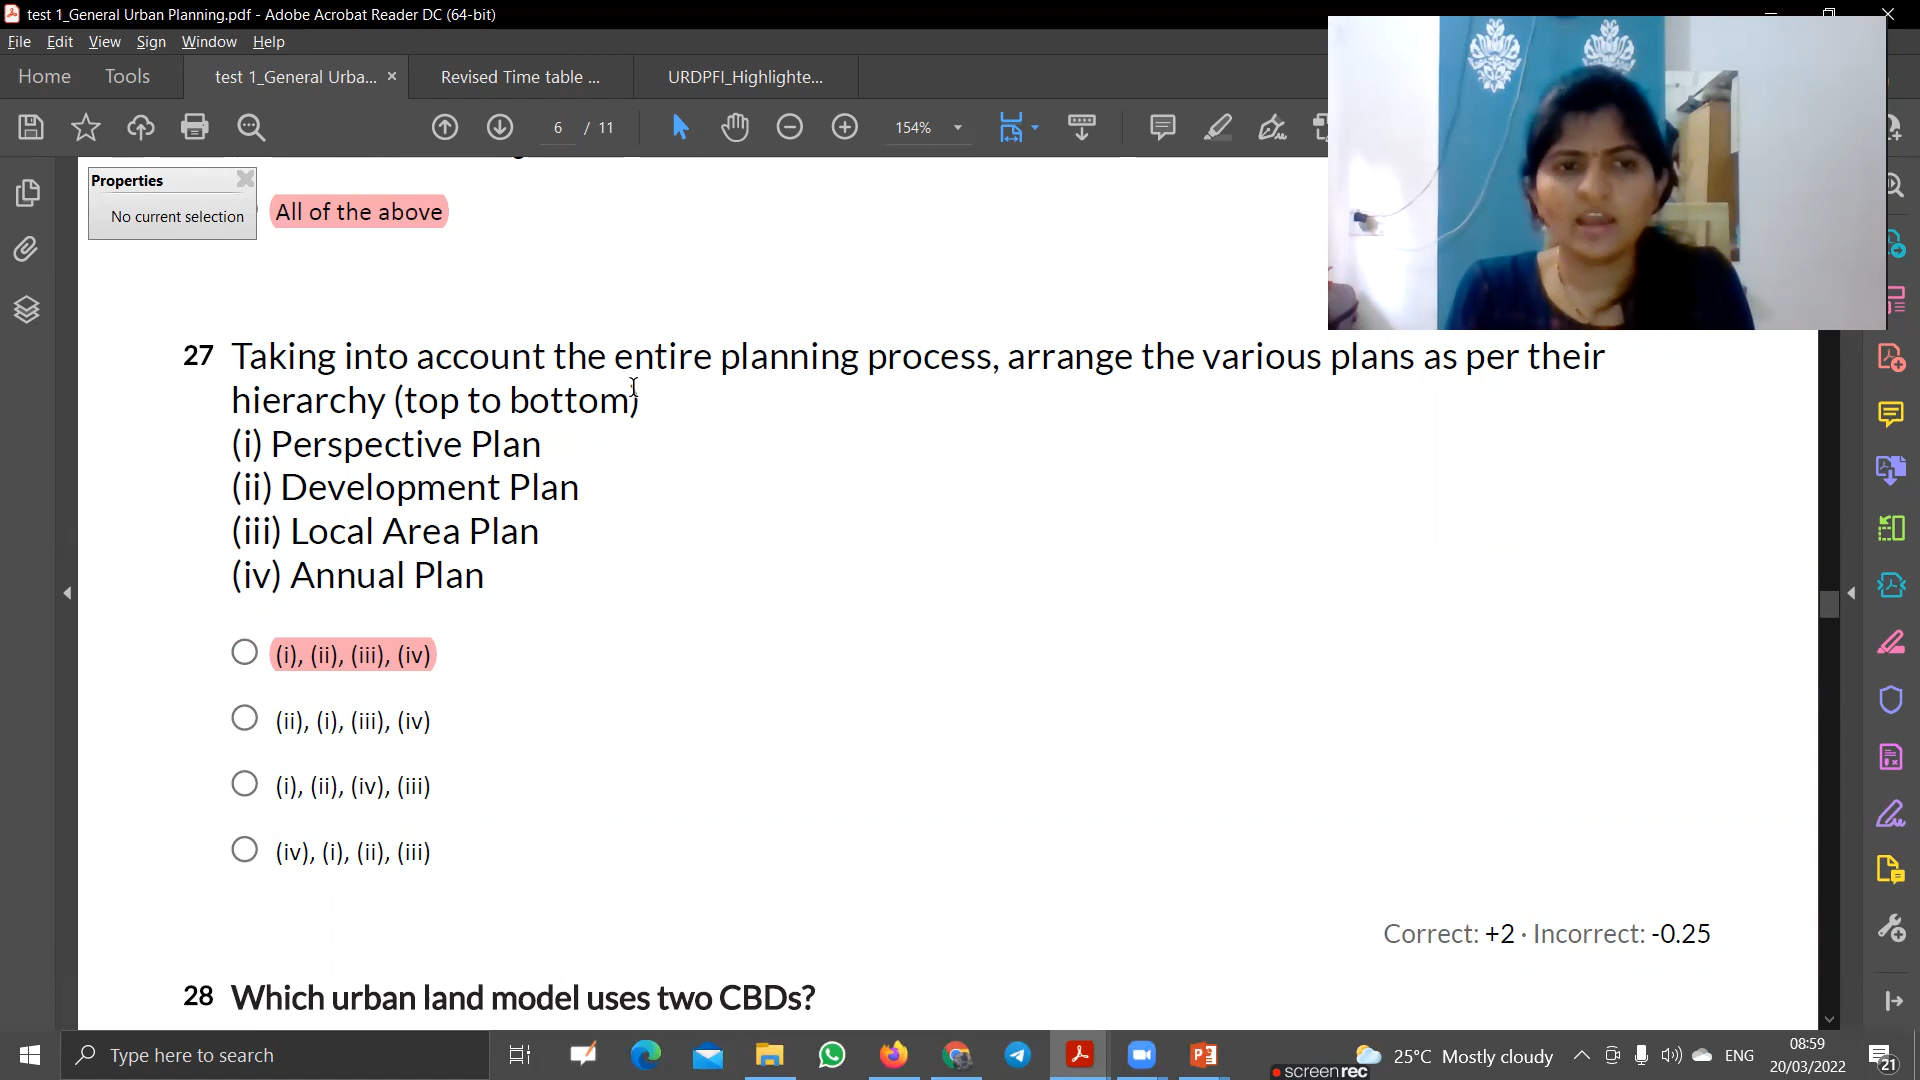 test 1_General Urban Planning.pdf - Adobe Acrobat Reader DC (64-bit)
File Edit View Sign Window Help
Home Tools test 1_General Urba... × Revised Time table ... URDPFI_Highlighte...
6 / 11 154%
Properties
No current selection
All of the above
27 Taking into account the entire planning process, arrange the various plans as per their
hierarchy (top to bottom)
(i) Perspective Plan
(ii) Development Plan
(iii) Local Area Plan
(iv) Annual Plan
(i), (ii), (iii), (iv)
(ii), (i), (iii), (iv)
(i), (ii), (iv), (iii)
(iv), (i), (ii), (iii)
Correct: +2 · Incorrect: -0.25
28 Which urban land model uses two CBDs?
Type here to search
25°C Mostly cloudy
ENG
08:59
20/03/2022
21
screenrec